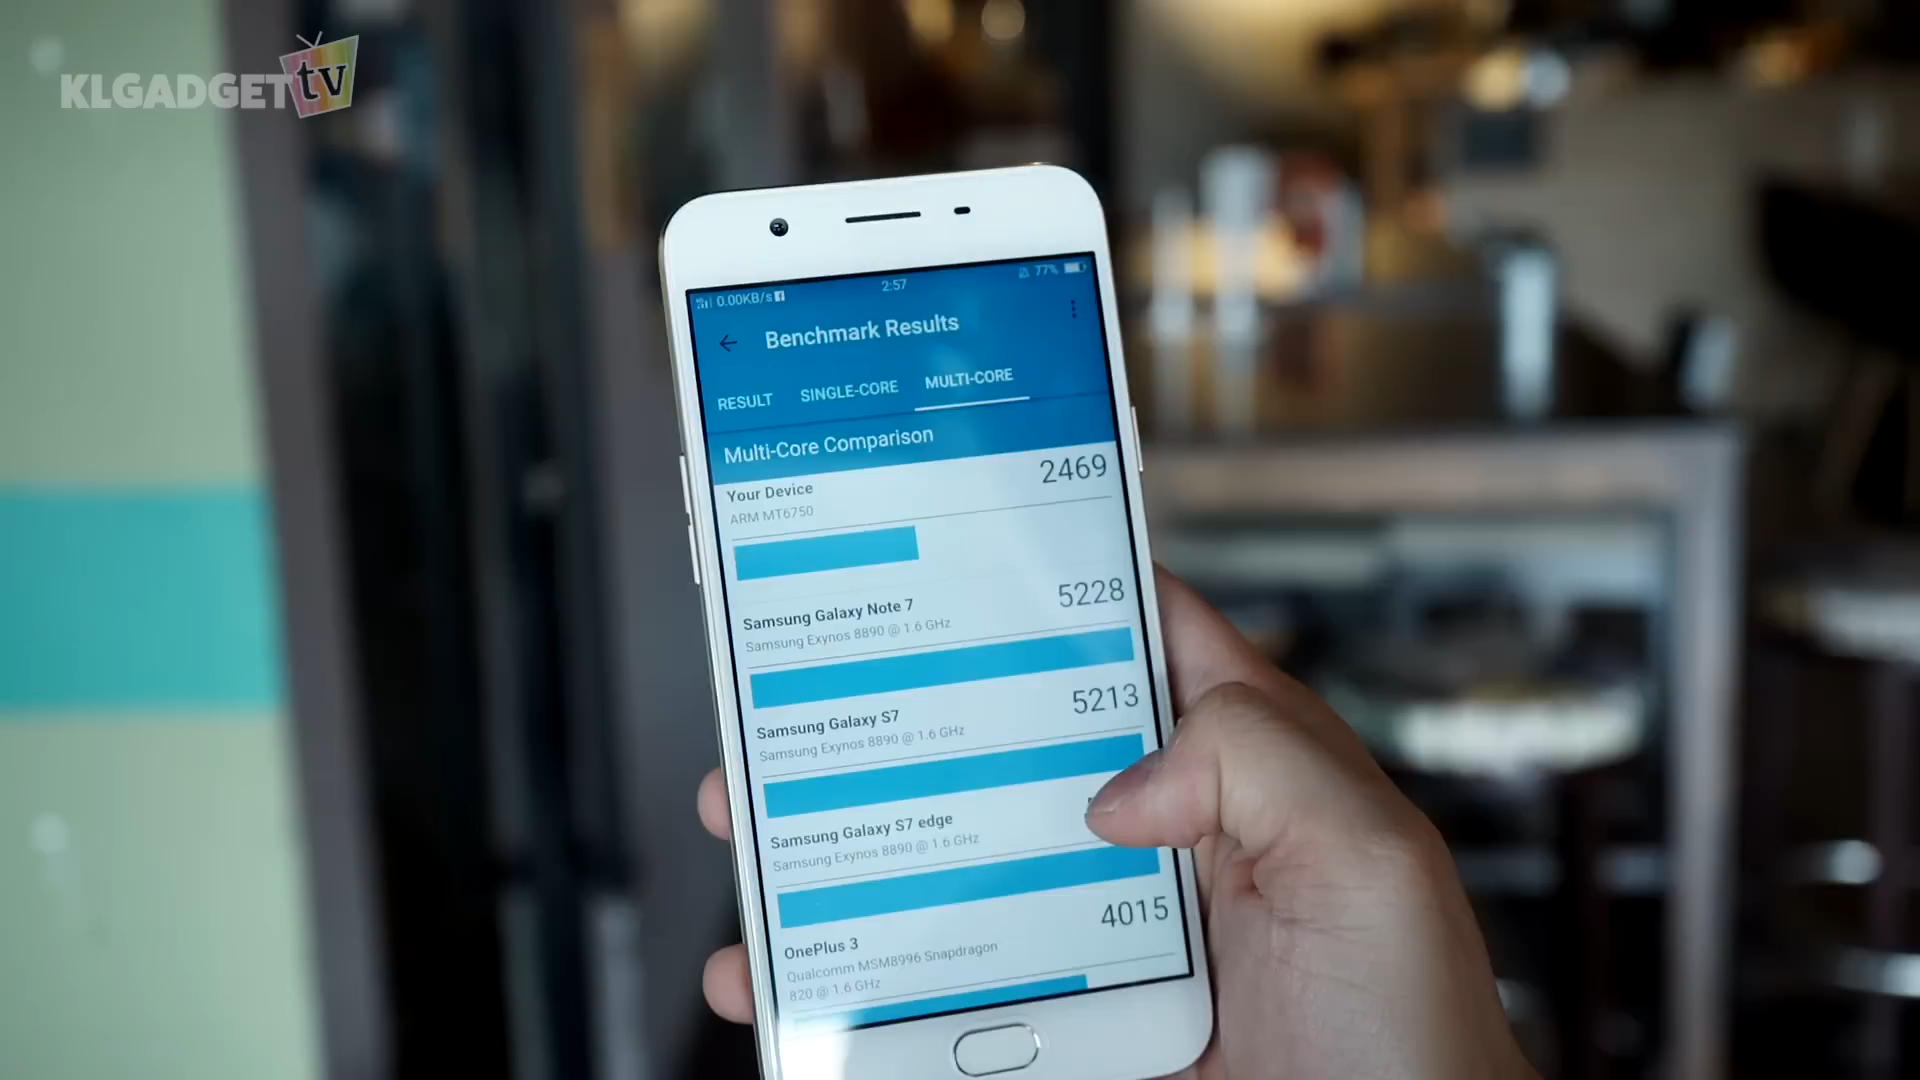 KLGADGET tv
0.00KB/s
2:57
77%
Benchmark Results
RESULT
SINGLE-CORE
MULTI-CORE
Multi-Core Comparison
Your Device
2469
ARM MT6750
Samsung Galaxy Note 7
5228
Samsung Exynos 8890 @ 1.6 GHz
Samsung Galaxy S7
5213
Samsung Exynos 8890 @ 1.6 GHz
Samsung Galaxy S7 edge
Samsung Exynos 8890 @ 1.6 GHz
OnePlus 3
4015
Qualcomm MSM8996 Snapdragon
820 @ 1.6 GHz